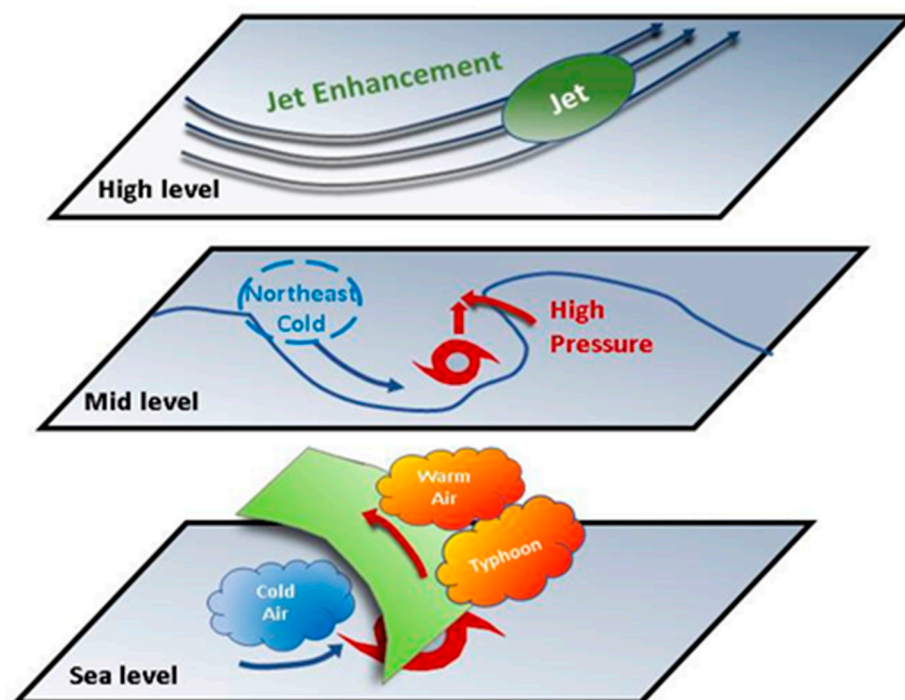 Jet Enhancement
Jet
High level
Northeast
Cold
High
Pressure
Mid level
Warm
Air
Typhoon
Cold
Air
Sea level